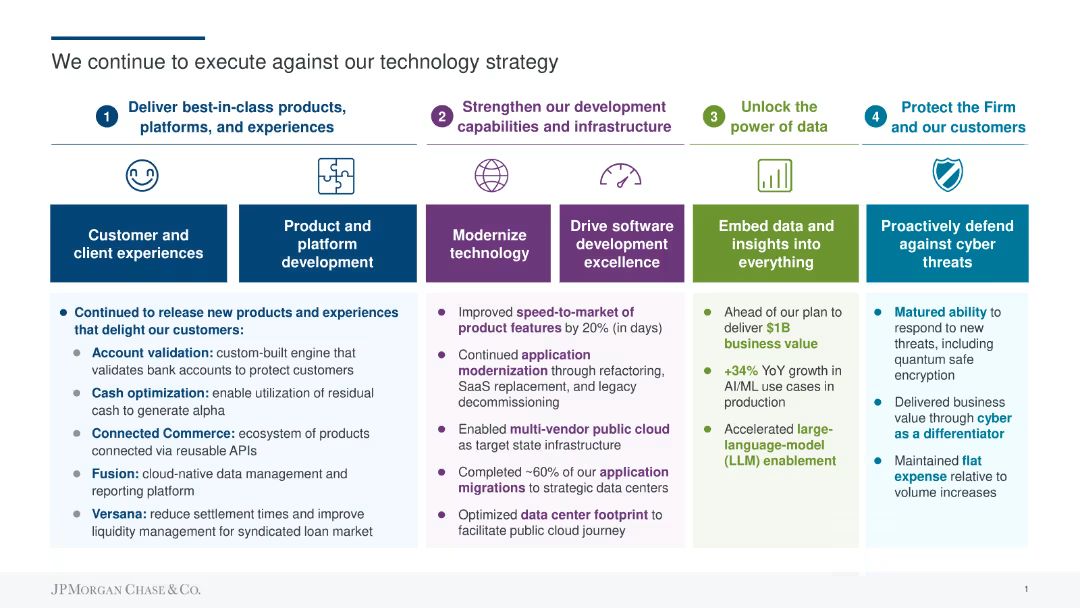 We continue to execute against our technology strategy
1
Deliver best-in-class products,
platforms, and experiences
2
Strengthen our development
capabilities and infrastructure
3
Unlock the
power of data
4
Protect the Firm
and our customers
Customer and
client experiences
Product and
platform
development
Modernize
technology
Drive software
development
excellence
Embed data and
insights into
everything
Proactively defend
against cyber
threats
• Continued to release new products and experiences
that delight our customers:
• Account validation: custom-built engine that
validates bank accounts to protect customers
• Cash optimization: enable utilization of residual
cash to generate alpha
• Connected Commerce: ecosystem of products
connected via reusable APIs
• Fusion: cloud-native data management and
reporting platform
• Versana: reduce settlement times and improve
liquidity management for syndicated loan market
• Improved speed-to-market of
product features by 20% (in days)
• Continued application
modernization through refactoring,
SaaS replacement, and legacy
decommissioning
• Enabled multi-vendor public cloud
as target state infrastructure
• Completed ~60% of our application
migrations to strategic data centers
• Optimized data center footprint to
facilitate public cloud journey
• Ahead of our plan to
deliver $1B
business value
• +34% YoY growth in
AI/ML use cases in
production
• Accelerated large-
language-model
(LLM) enablement
• Matured ability to
respond to new
threats, including
quantum safe
encryption
• Delivered business
value through cyber
as a differentiator
• Maintained flat
expense relative to
volume increases
JPMORGAN CHASE & CO.
1